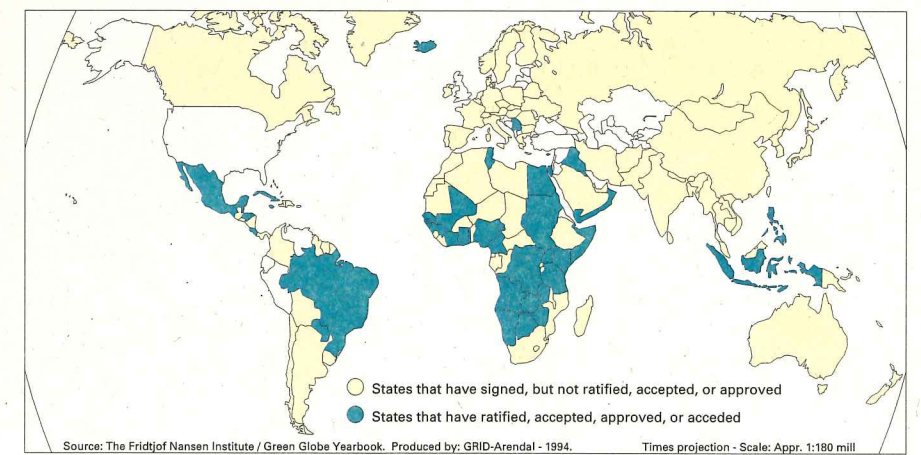 States that have signed, but not ratified, accepted, or approved
States that have ratified, accepted, approved, or acceded
Source: The Fridtjof Nansen Institute / Green Globe Yearbook. Produced by: GRID-Arendal - 1994. Times projection - Scale: Appr. 1:180 mill